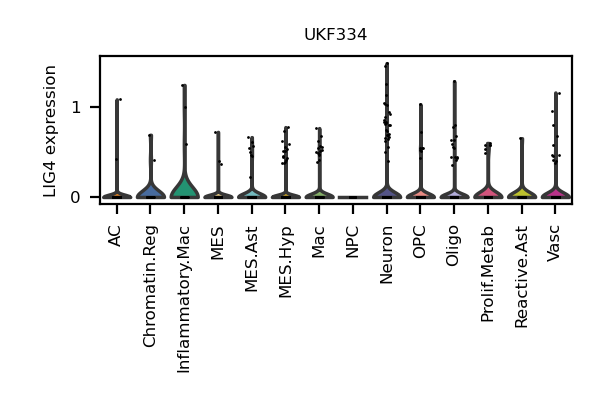 UKF334
LIG4 expression
1
0
AC
Chromatin.Reg
Inflammatory.Mac
MES
MES.Ast
MES.Hyp
Mac
NPC
Neuron
OPC
Oligo
Prolif.Metab
Reactive.Ast
Vasc